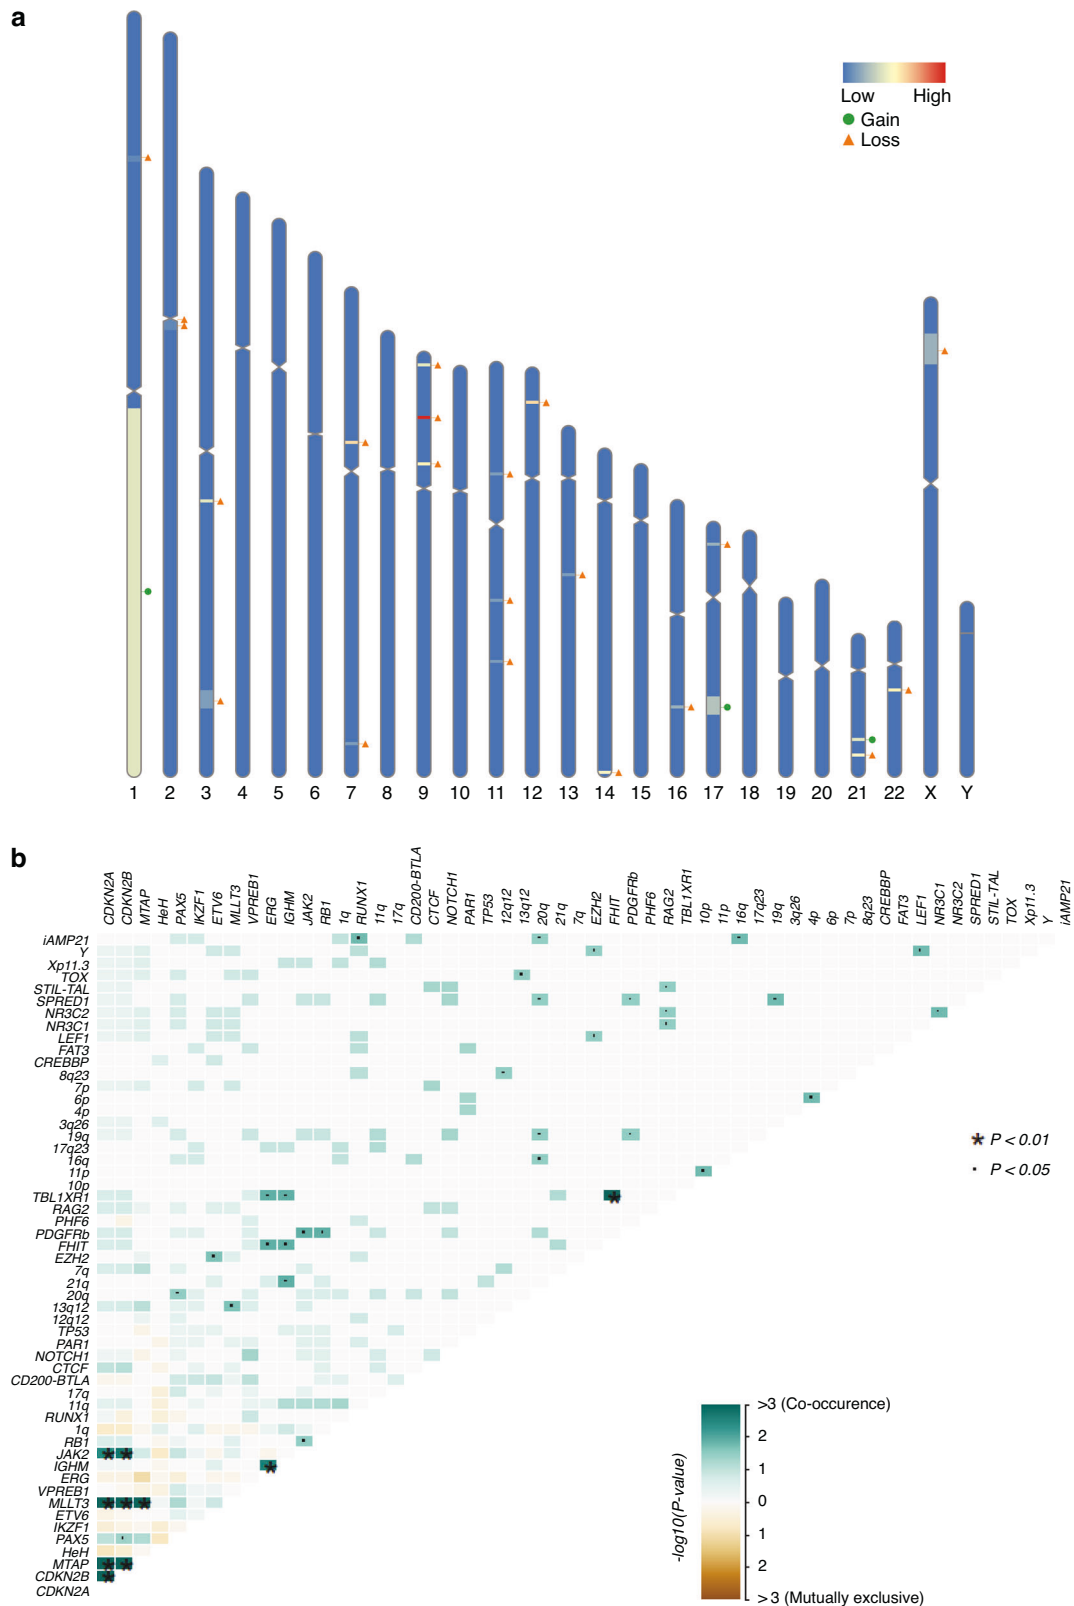 a
Low High
Gain
Loss
1 2 3 4 5 6 7 8 9 10 11 12 13 14 15 16 17 18 19 20 21 22 X Y
b
CDKN2A CDKN2B MTAP HeH PAX5 IKZF1 ETV6 MLLT3 VPREB1 ERG IGHM JAK2 RB1 1q RUNX1 11q 17q CD200-BTLA CTCF NOTCH1 PAR1 TP53 12q12 13q12 20q 21q 7q EZH2 FHIT PDGFRb PHF6 RAG2 TBL1XR1 10p 11p 16q 17q23 19q 3q26 4p 6p 7p 8q23 CREBBP FAT3 LEF1 NR3C1 NR3C2 SPRED1 STIL-TAL TOX Xp11.3 Y iAMP21
iAMP21
Y
Xp11.3
TOX
STIL-TAL
SPRED1
NR3C2
NR3C1
LEF1
FAT3
CREBBP
8q23
7p
6p
4p
3q26
19q
17q23
16q
11p
10p
TBL1XR1
RAG2
PHF6
PDGFRb
FHIT
EZH2
7q
21q
20q
13q12
12q12
TP53
PAR1
NOTCH1
CTCF
CD200-BTLA
17q
11q
RUNX1
1q
RB1
JAK2
IGHM
ERG
VPREB1
MLLT3
ETV6
IKZF1
PAX5
HeH
MTAP
CDKN2B
CDKN2A
P < 0.01
P < 0.05
-log10(P-value)
>3 (Co-occurence)
2
1
0
1
2
>3 (Mutually exclusive)